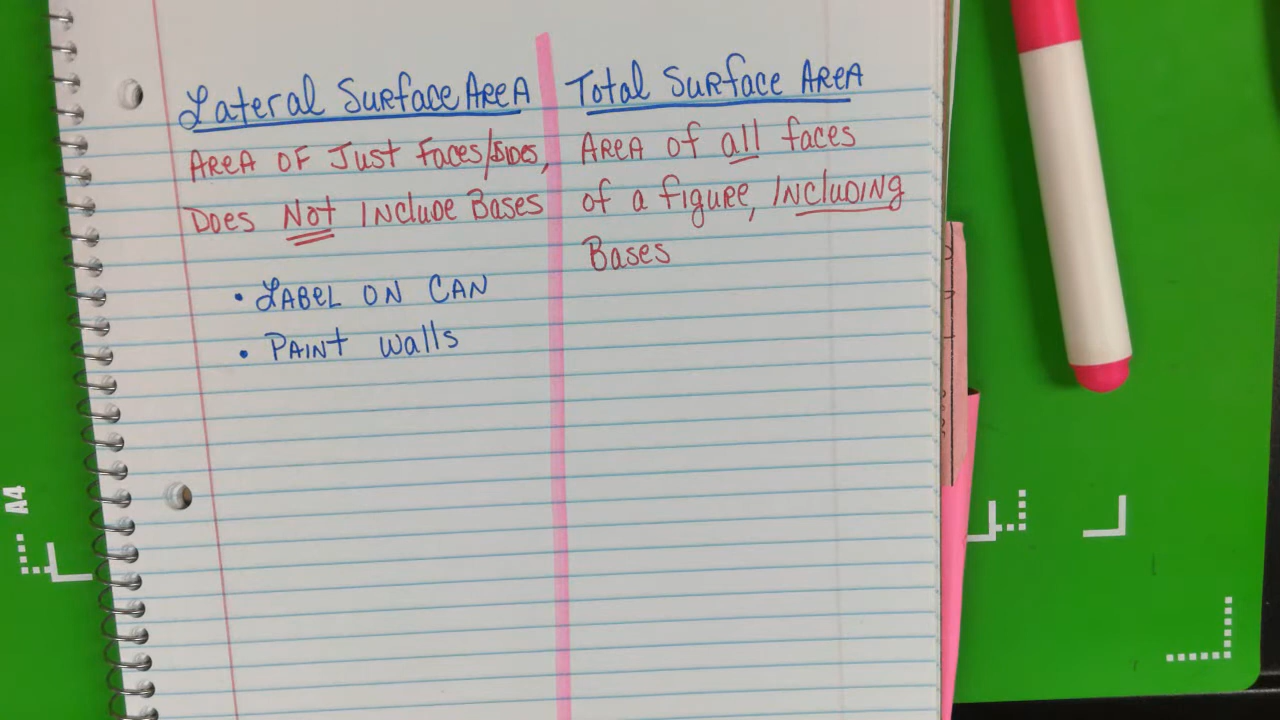 Lateral Surface Area
Area of Just Faces/Sides,
Does Not Include Bases
• Label on Can
• Paint walls
Total Surface Area
Area of all faces
of a figure, Including
Bases
A4